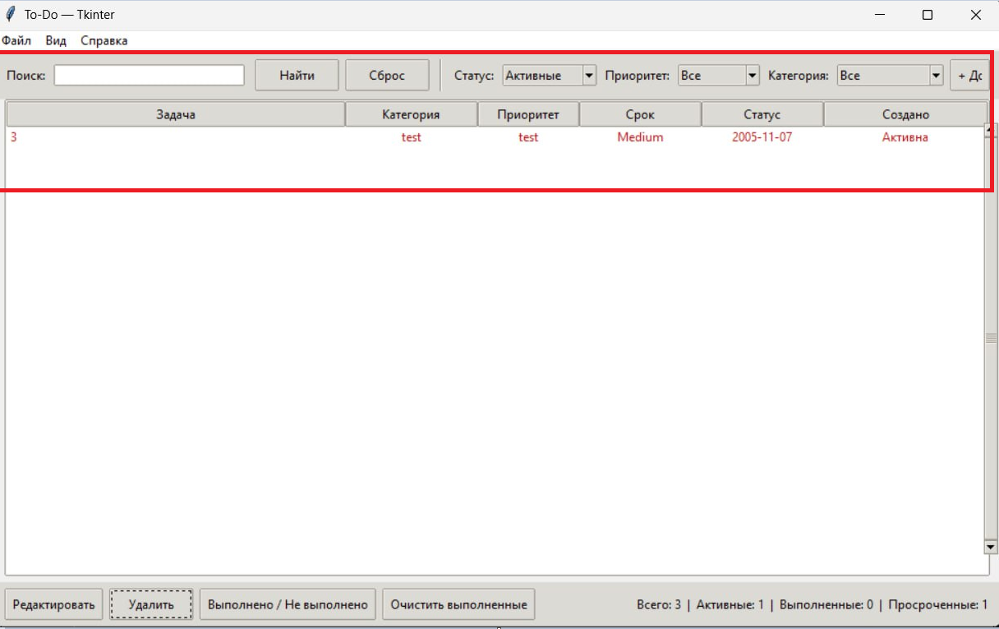 To-Do — Tkinter
Файл Вид Справка
Поиск: Найти Сброс Статус: Активные Приоритет: Все Категория: Все + Дс
Задача Категория Приоритет Срок Статус Создано
3 test test Medium 2005-11-07 Активна
Редактировать Удалить Выполнено / Не выполнено Очистить выполненные Всего: 3 | Активные: 1 | Выполненные: 0 | Просроченные: 1